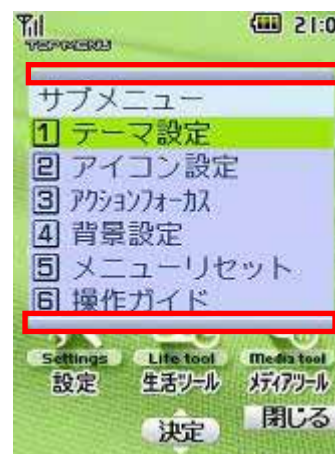 21:0
TOPMENU
サブメニュー
1 テーマ設定
2 アイコン設定
3 アクションフォーカス
4 背景設定
5 メニューリセット
6 操作ガイド
Settings Life tool Media tool
設定 生活ツール メディアツール
決定 閉じる